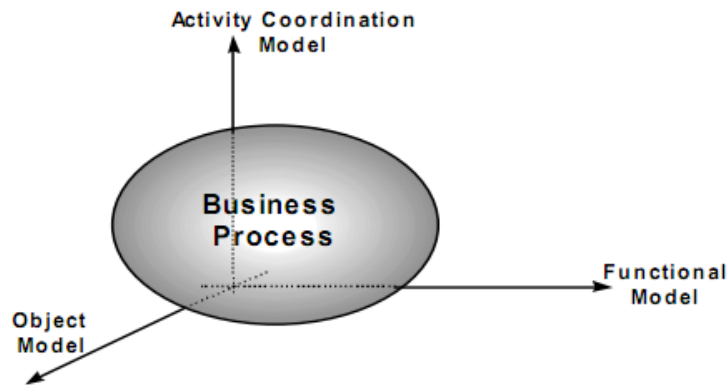 Activity Coordination
Model
Business
Process
Functional
Model
Object
Model